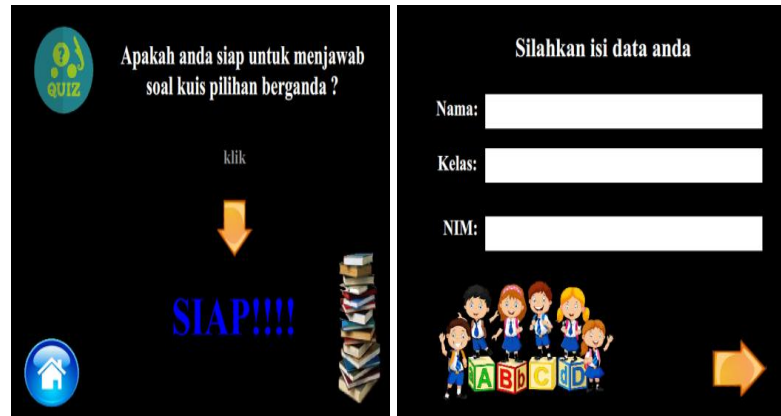 QUIZ
Apakah anda siap untuk menjawab
soal kuis pilihan berganda ?
klik
SIAP!!!!
Silahkan isi data anda
Nama:
Kelas:
NIM:
A B b C d D